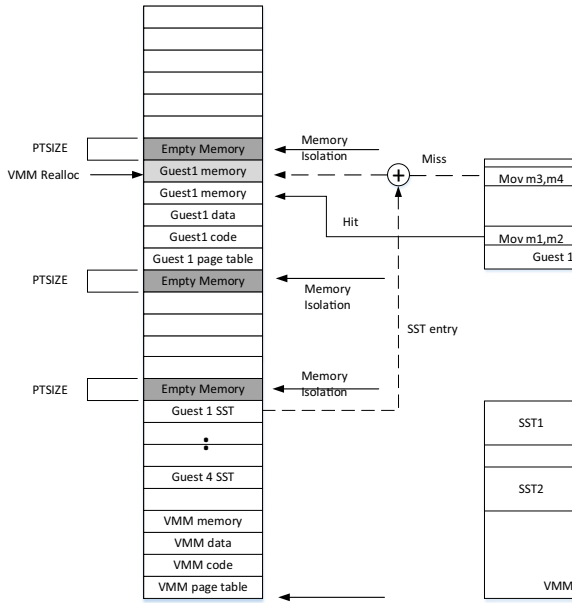 PTSIZE
Empty Memory
Memory
Isolation
Miss
VMM Realloc
Guest1 memory
Mov m3,m4
Guest1 memory
Guest1 data
Hit
Guest1 code
Mov m1,m2
Guest 1 page table
Guest 1
PTSIZE
Empty Memory
Memory
Isolation
SST entry
PTSIZE
Empty Memory
Memory
Isolation
Guest 1 SST
SST1
Guest 4 SST
SST2
VMM memory
VMM data
VMM code
VMM page table
VMM